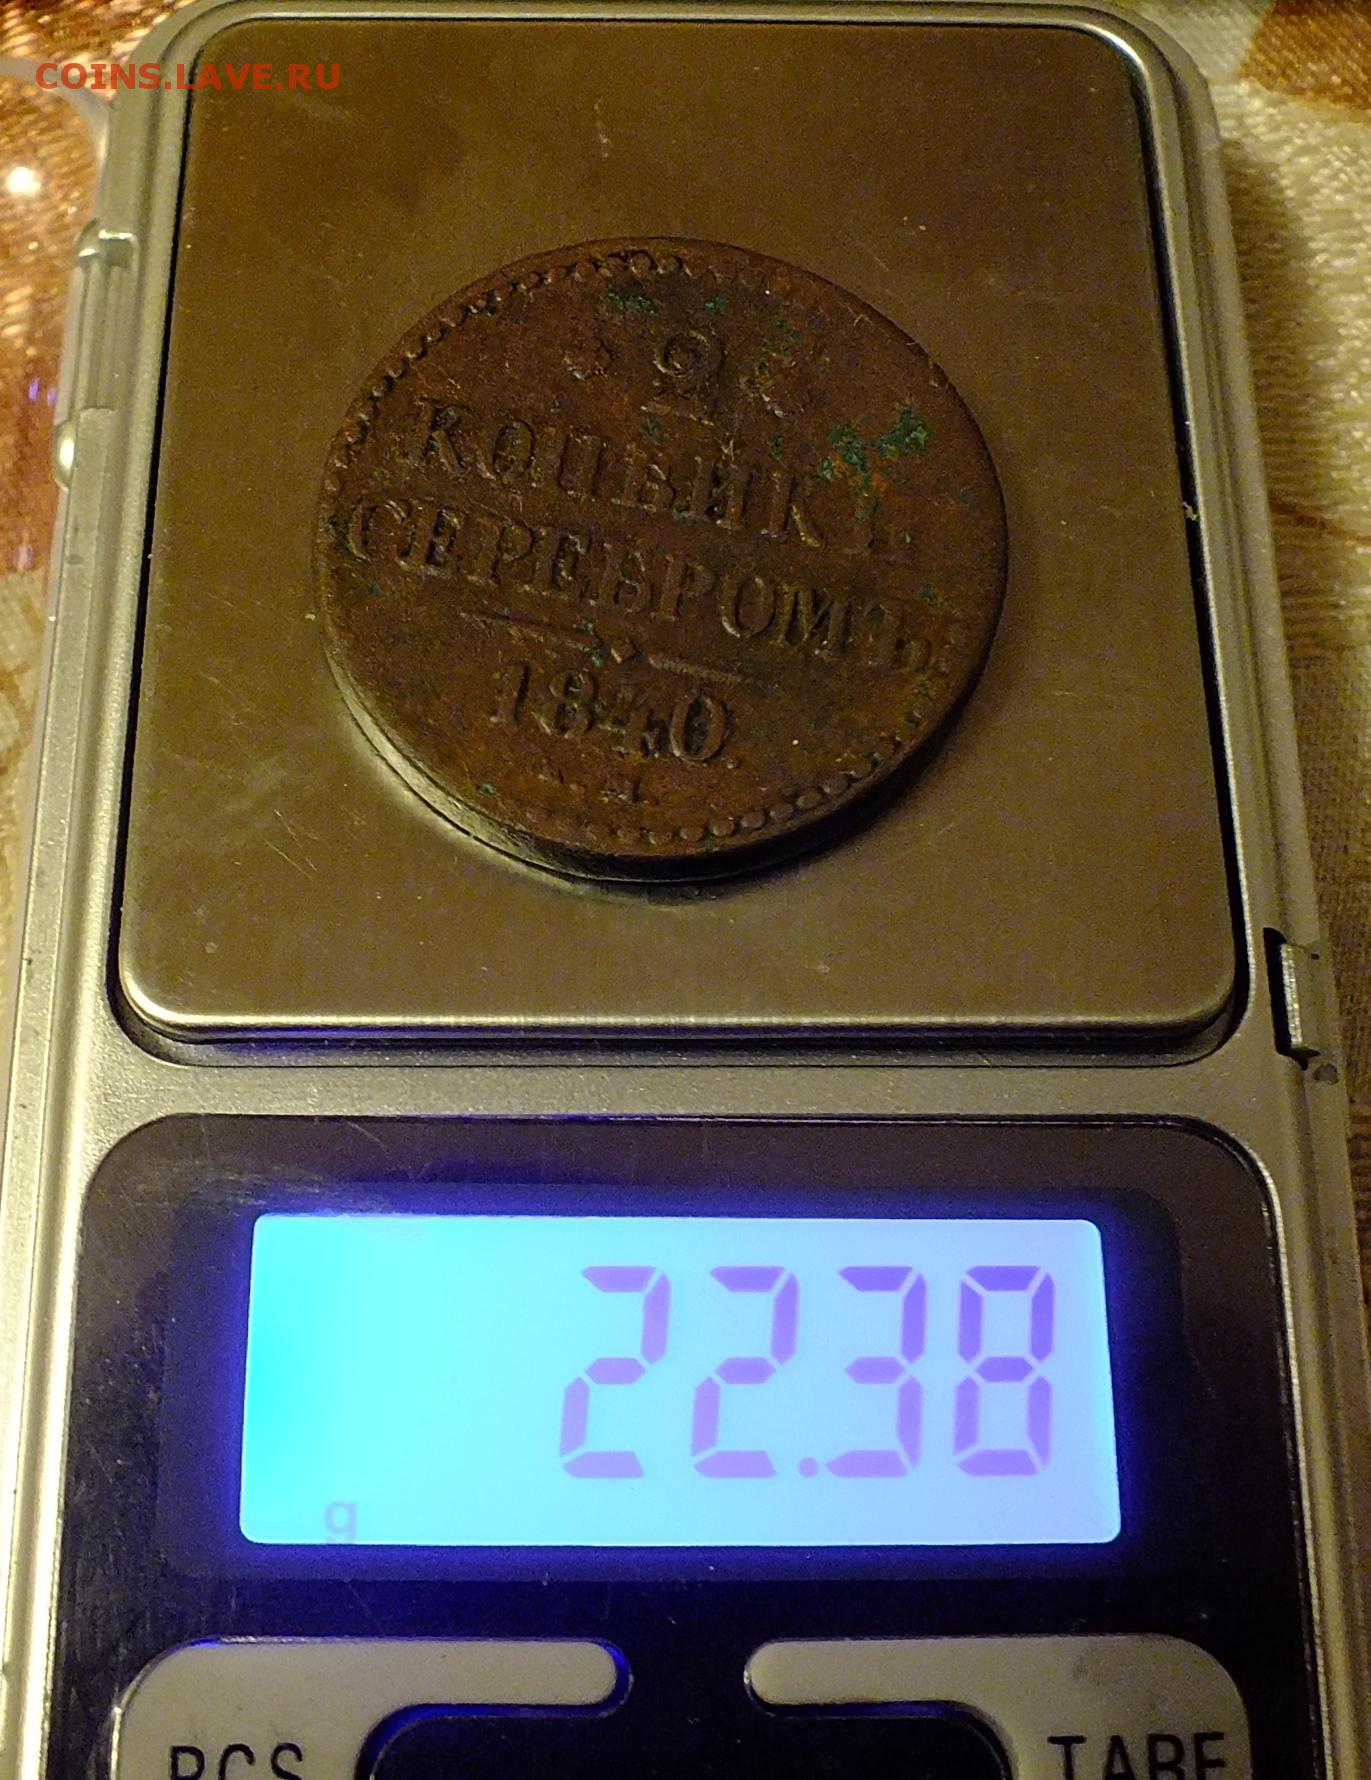 COINS.LAVE.RU
2
КОПѢЙКИ
СЕРЕБРОМЪ
1840.
22.38
g
PCS
TARE